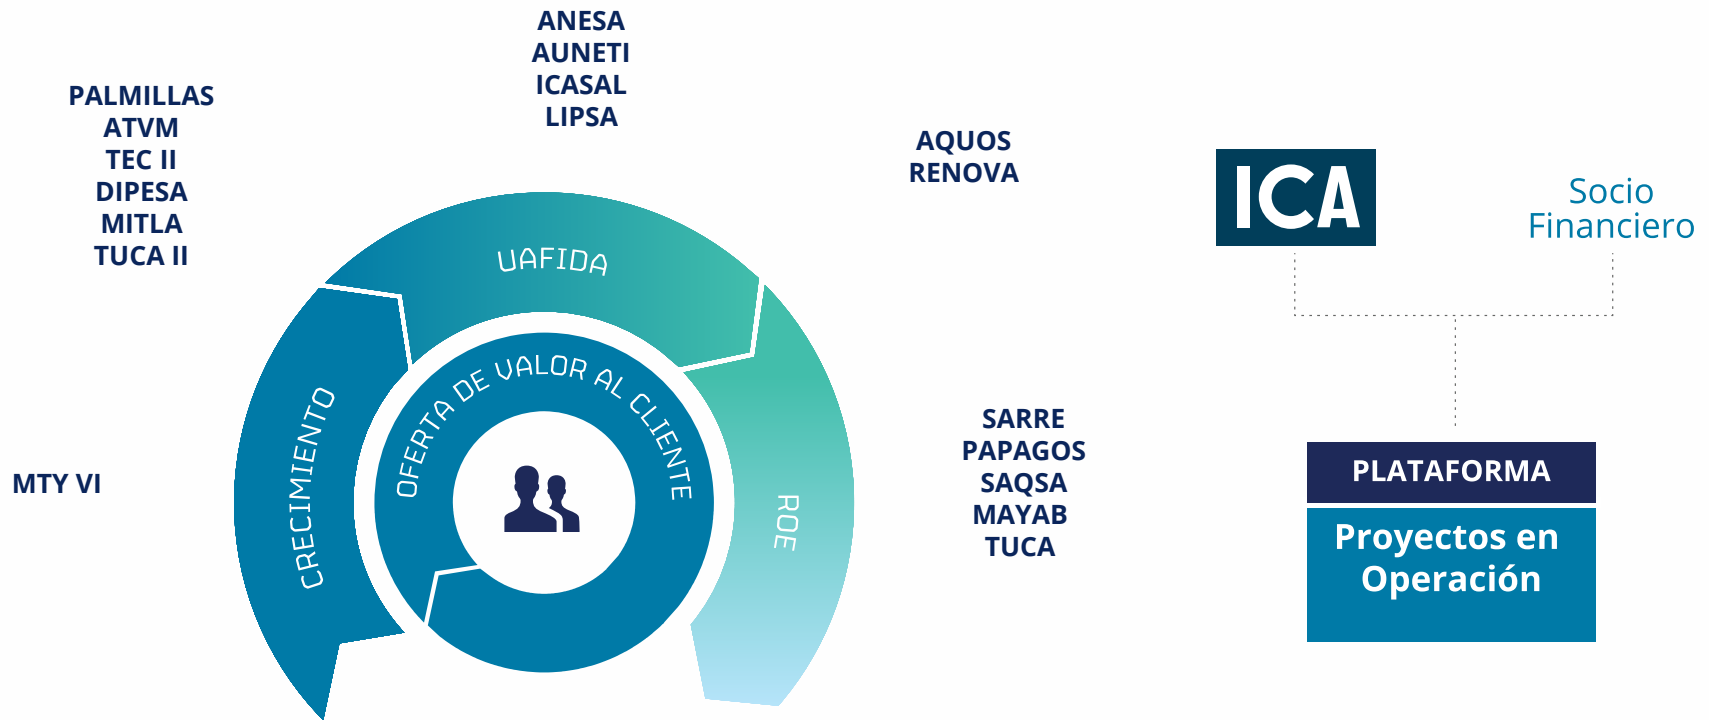 ANESA
AUNETI
ICASAL
LIPSA
PALMILLAS
ATVM
TEC II
DIPESA
MITLA
TUCA II
MTY VI
AQUOS
RENOVA
SARRE
PAPAGOS
SAQSA
MAYAB
TUCA
UAFIDA
CRECIMIENTO
ROE
OFERTA DE VALOR AL CLIENTE
ICA
Socio
Financiero
PLATAFORMA
Proyectos en
Operación